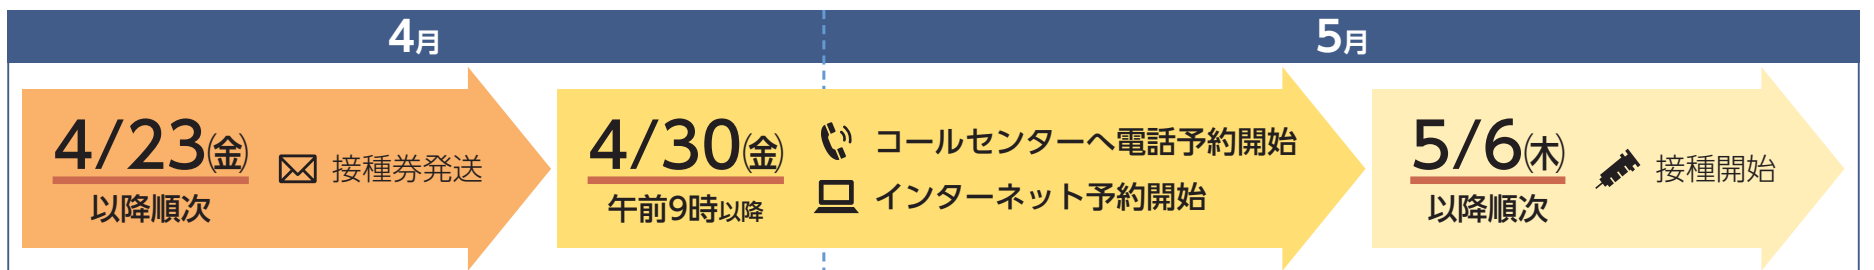 4月
5月
4/23㈮
以降順次
接種券発送
4/30㈮
午前9時以降
コールセンターへ電話予約開始
インターネット予約開始
5/6㈭
以降順次
接種開始